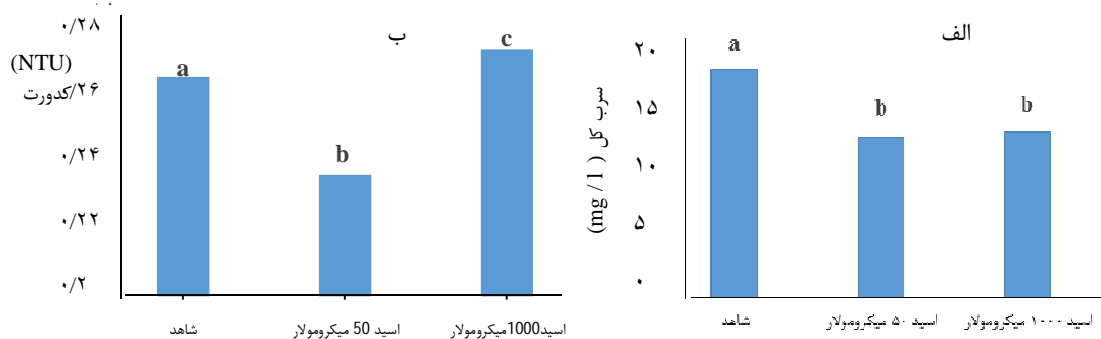 الف
سرب کل ( mg / l)
۲۰
۱۵
۱۰
۵
۰
a
b
b
شاهد
اسید ۵۰ میکرومولار
اسید ۱۰۰۰ میکرومولار
ب
(NTU)
کدورت
۰/۲۸
۰/۲۶
۰/۲۴
۰/۲۲
۰/۲
a
b
c
شاهد
اسید 50 میکرومولار
اسید1000میکرومولار